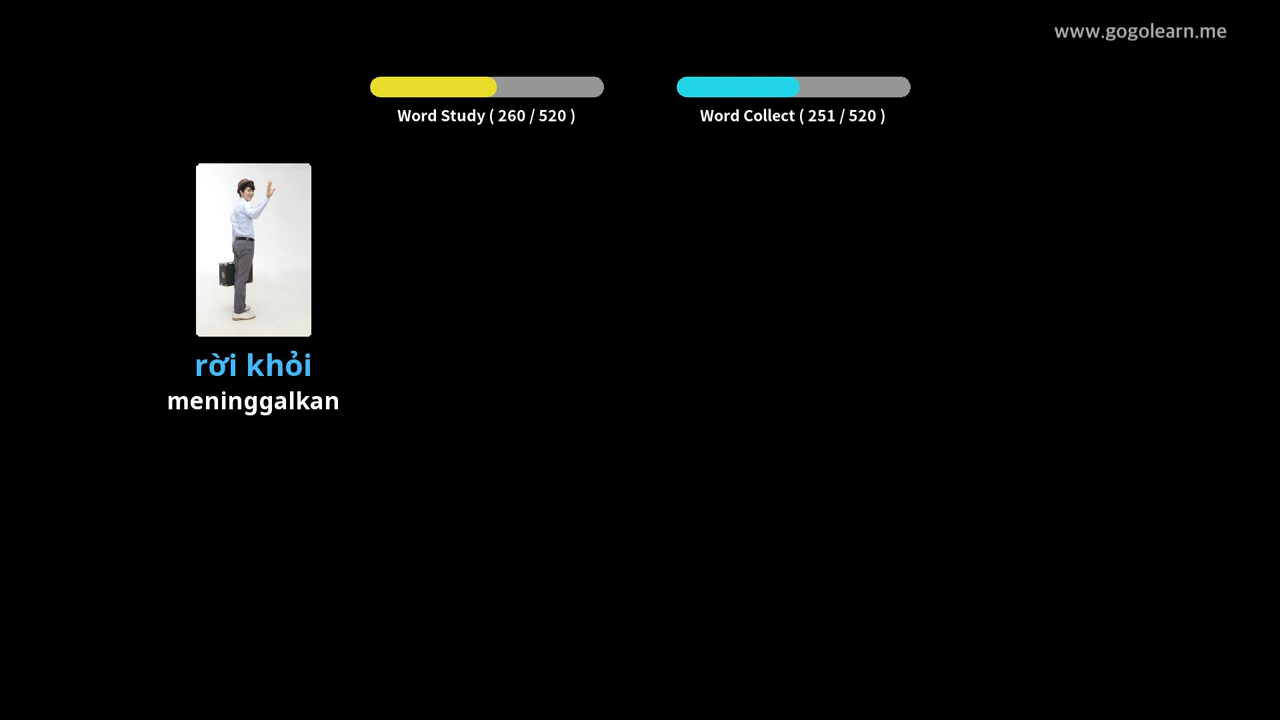 www.gogolearn.me
Word Study ( 260 / 520 )
Word Collect ( 251 / 520 )
rời khỏi
meninggalkan